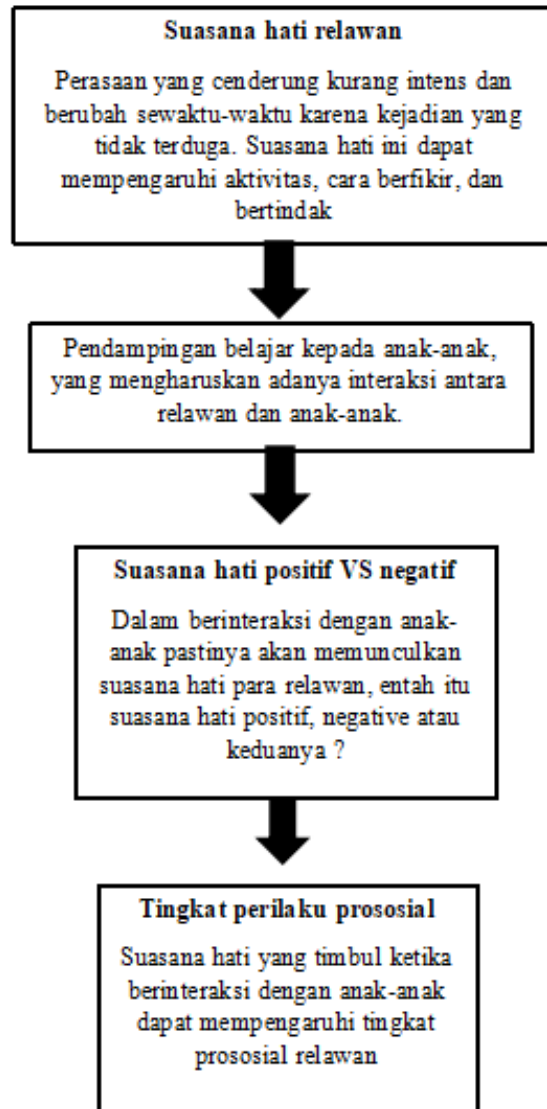 Suasana hati relawan
Perasaan yang cenderung kurang intens dan
berubah sewaktu-waktu karena kejadian yang
tidak terduga. Suasana hati ini dapat
mempengaruhi aktivitas, cara berfikir, dan
bertindak
Pendampingan belajar kepada anak-anak,
yang mengharuskan adanya interaksi antara
relawan dan anak-anak.
Suasana hati positif VS negatif
Dalam berinteraksi dengan anak-
anak pastinya akan memunculkan
suasana hati para relawan, entah itu
suasana hati positif, negative atau
keduanya ?
Tingkat perilaku prososial
Suasana hati yang timbul ketika
berinteraksi dengan anak-anak
dapat mempengaruhi tingkat
prososial relawan